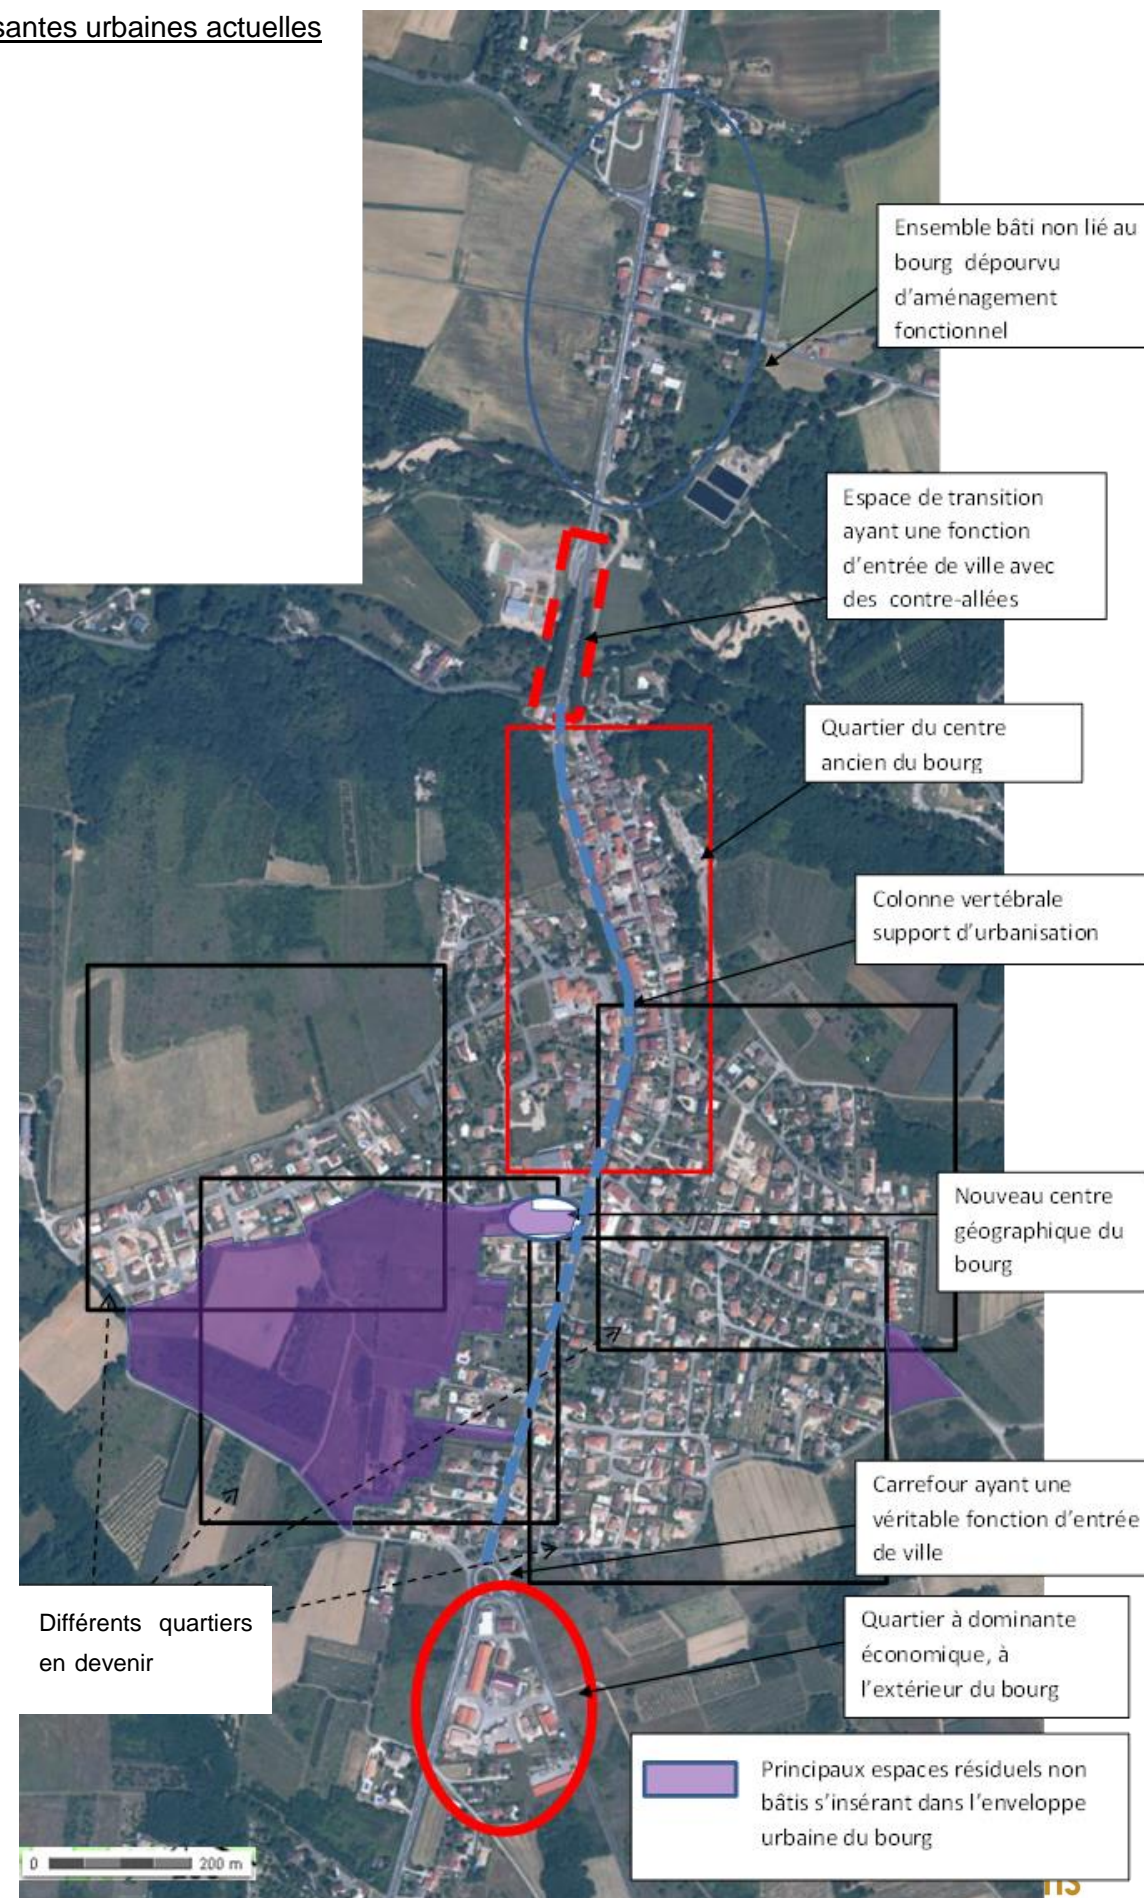 santes urbaines actuelles
Ensemble bâti non lié au
bourg dépourvu
d'aménagement
fonctionnel
Espace de transition
ayant une fonction
d'entrée de ville avec
des contre-allées
Quartier du centre
ancien du bourg
Colonne vertébrale
support d'urbanisation
Nouveau centre
géographique du
bourg
Carrefour ayant une
véritable fonction d'entrée
de ville
Différents quartiers
en devenir
Quartier à dominante
économique, à
l'extérieur du bourg
Principaux espaces résiduels non
bâtis s'insérant dans l'enveloppe
urbaine du bourg
0 200 m